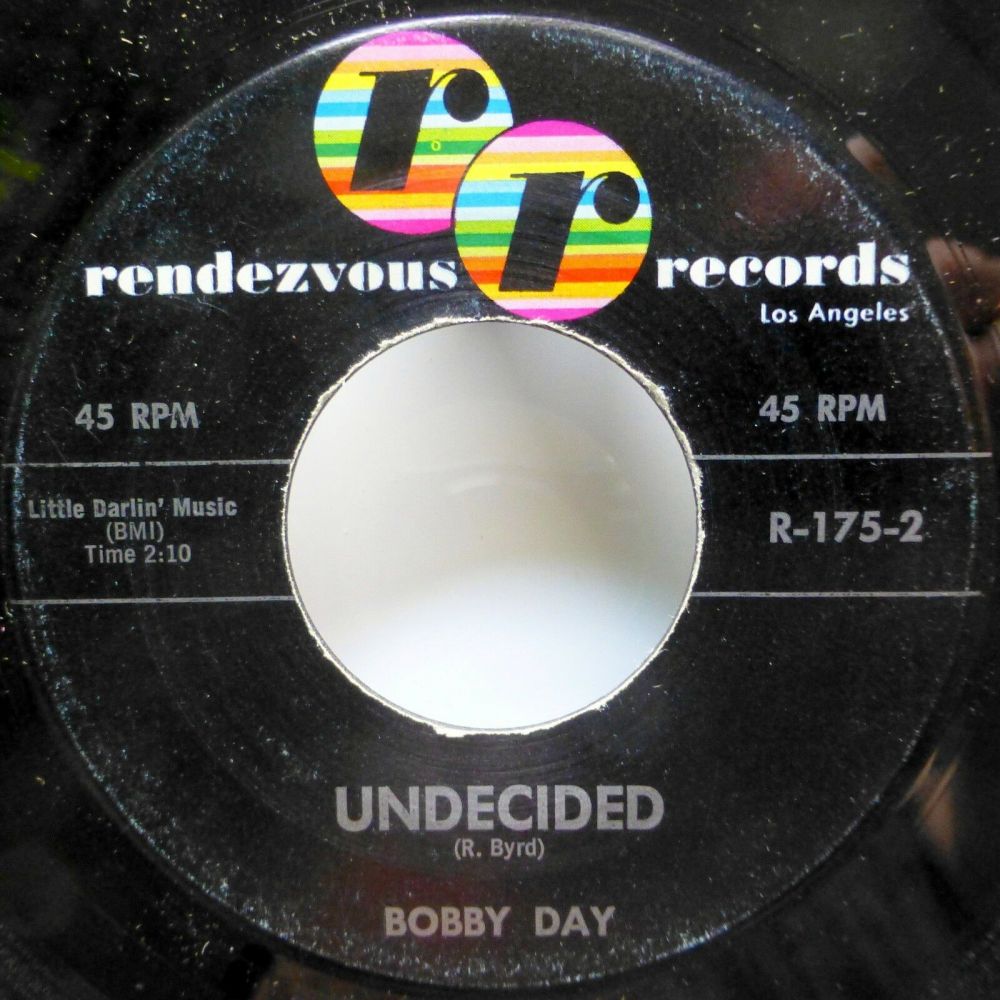 r
r
rendezvous records
Los Angeles
45 RPM 45 RPM
Little Darlin' Music
(BMI)
Time 2:10
R-175-2
UNDECIDED
(R. Byrd)
BOBBY DAY